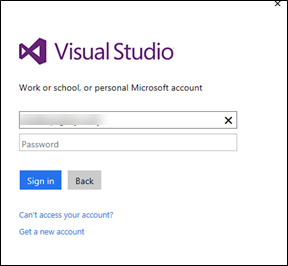 Visual Studio
Work or school, or personal Microsoft account
Password
Sign in
Back
Can't access your account?
Get a new account